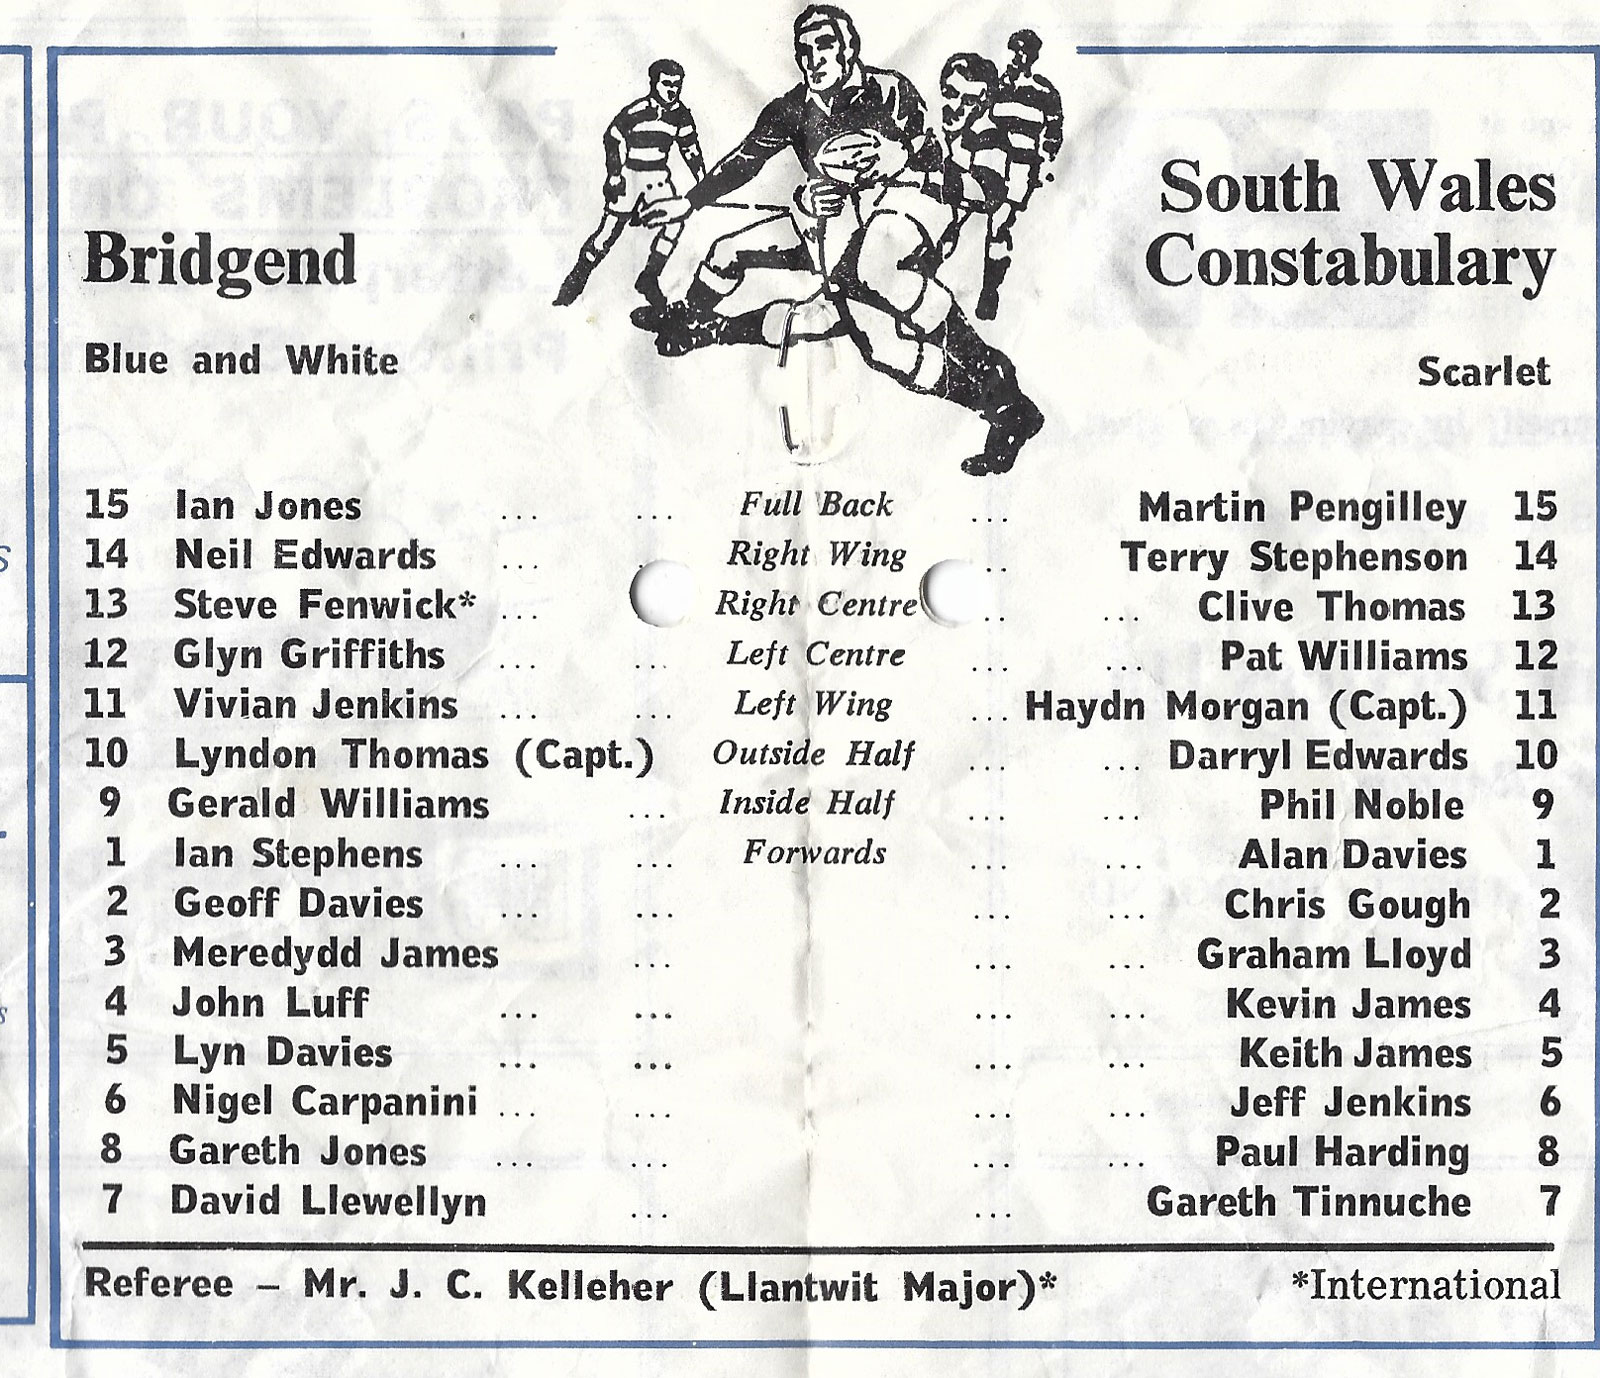 South Wales
Bridgend Constabulary
Blue and White Scarlet
15 Ian Jones ... ... Full Back ... Martin Pengilley 15
14 Neil Edwards ... Right Wing .. Terry Stephenson 14
13 Steve Fenwick* ... Right Centre .. ... Clive Thomas 13
12 Glyn Griffiths ... ... Left Centre ... ... Pat Williams 12
11 Vivian Jenkins ... ... Left Wing ... Haydn Morgan (Capt.) 11
10 Lyndon Thomas (Capt.) Outside Half ... ... Darryl Edwards 10
9 Gerald Williams ... Inside Half ... ... Phil Noble 9
1 Ian Stephens ... ... Forwards ... ... Alan Davies 1
2 Geoff Davies ... ... ... ... Chris Gough 2
3 Meredydd James ... ... ... Graham Lloyd 3
4 John Luff ... ... ... ... Kevin James 4
5 Lyn Davies ... ... ... ... Keith James 5
6 Nigel Carpanini ... ... ... ... Jeff Jenkins 6
8 Gareth Jones ... ... ... ... Paul Harding 8
7 David Llewellyn ... ... Gareth Tinnuche 7
Referee – Mr. J. C. Kelleher (Llantwit Major)* *International